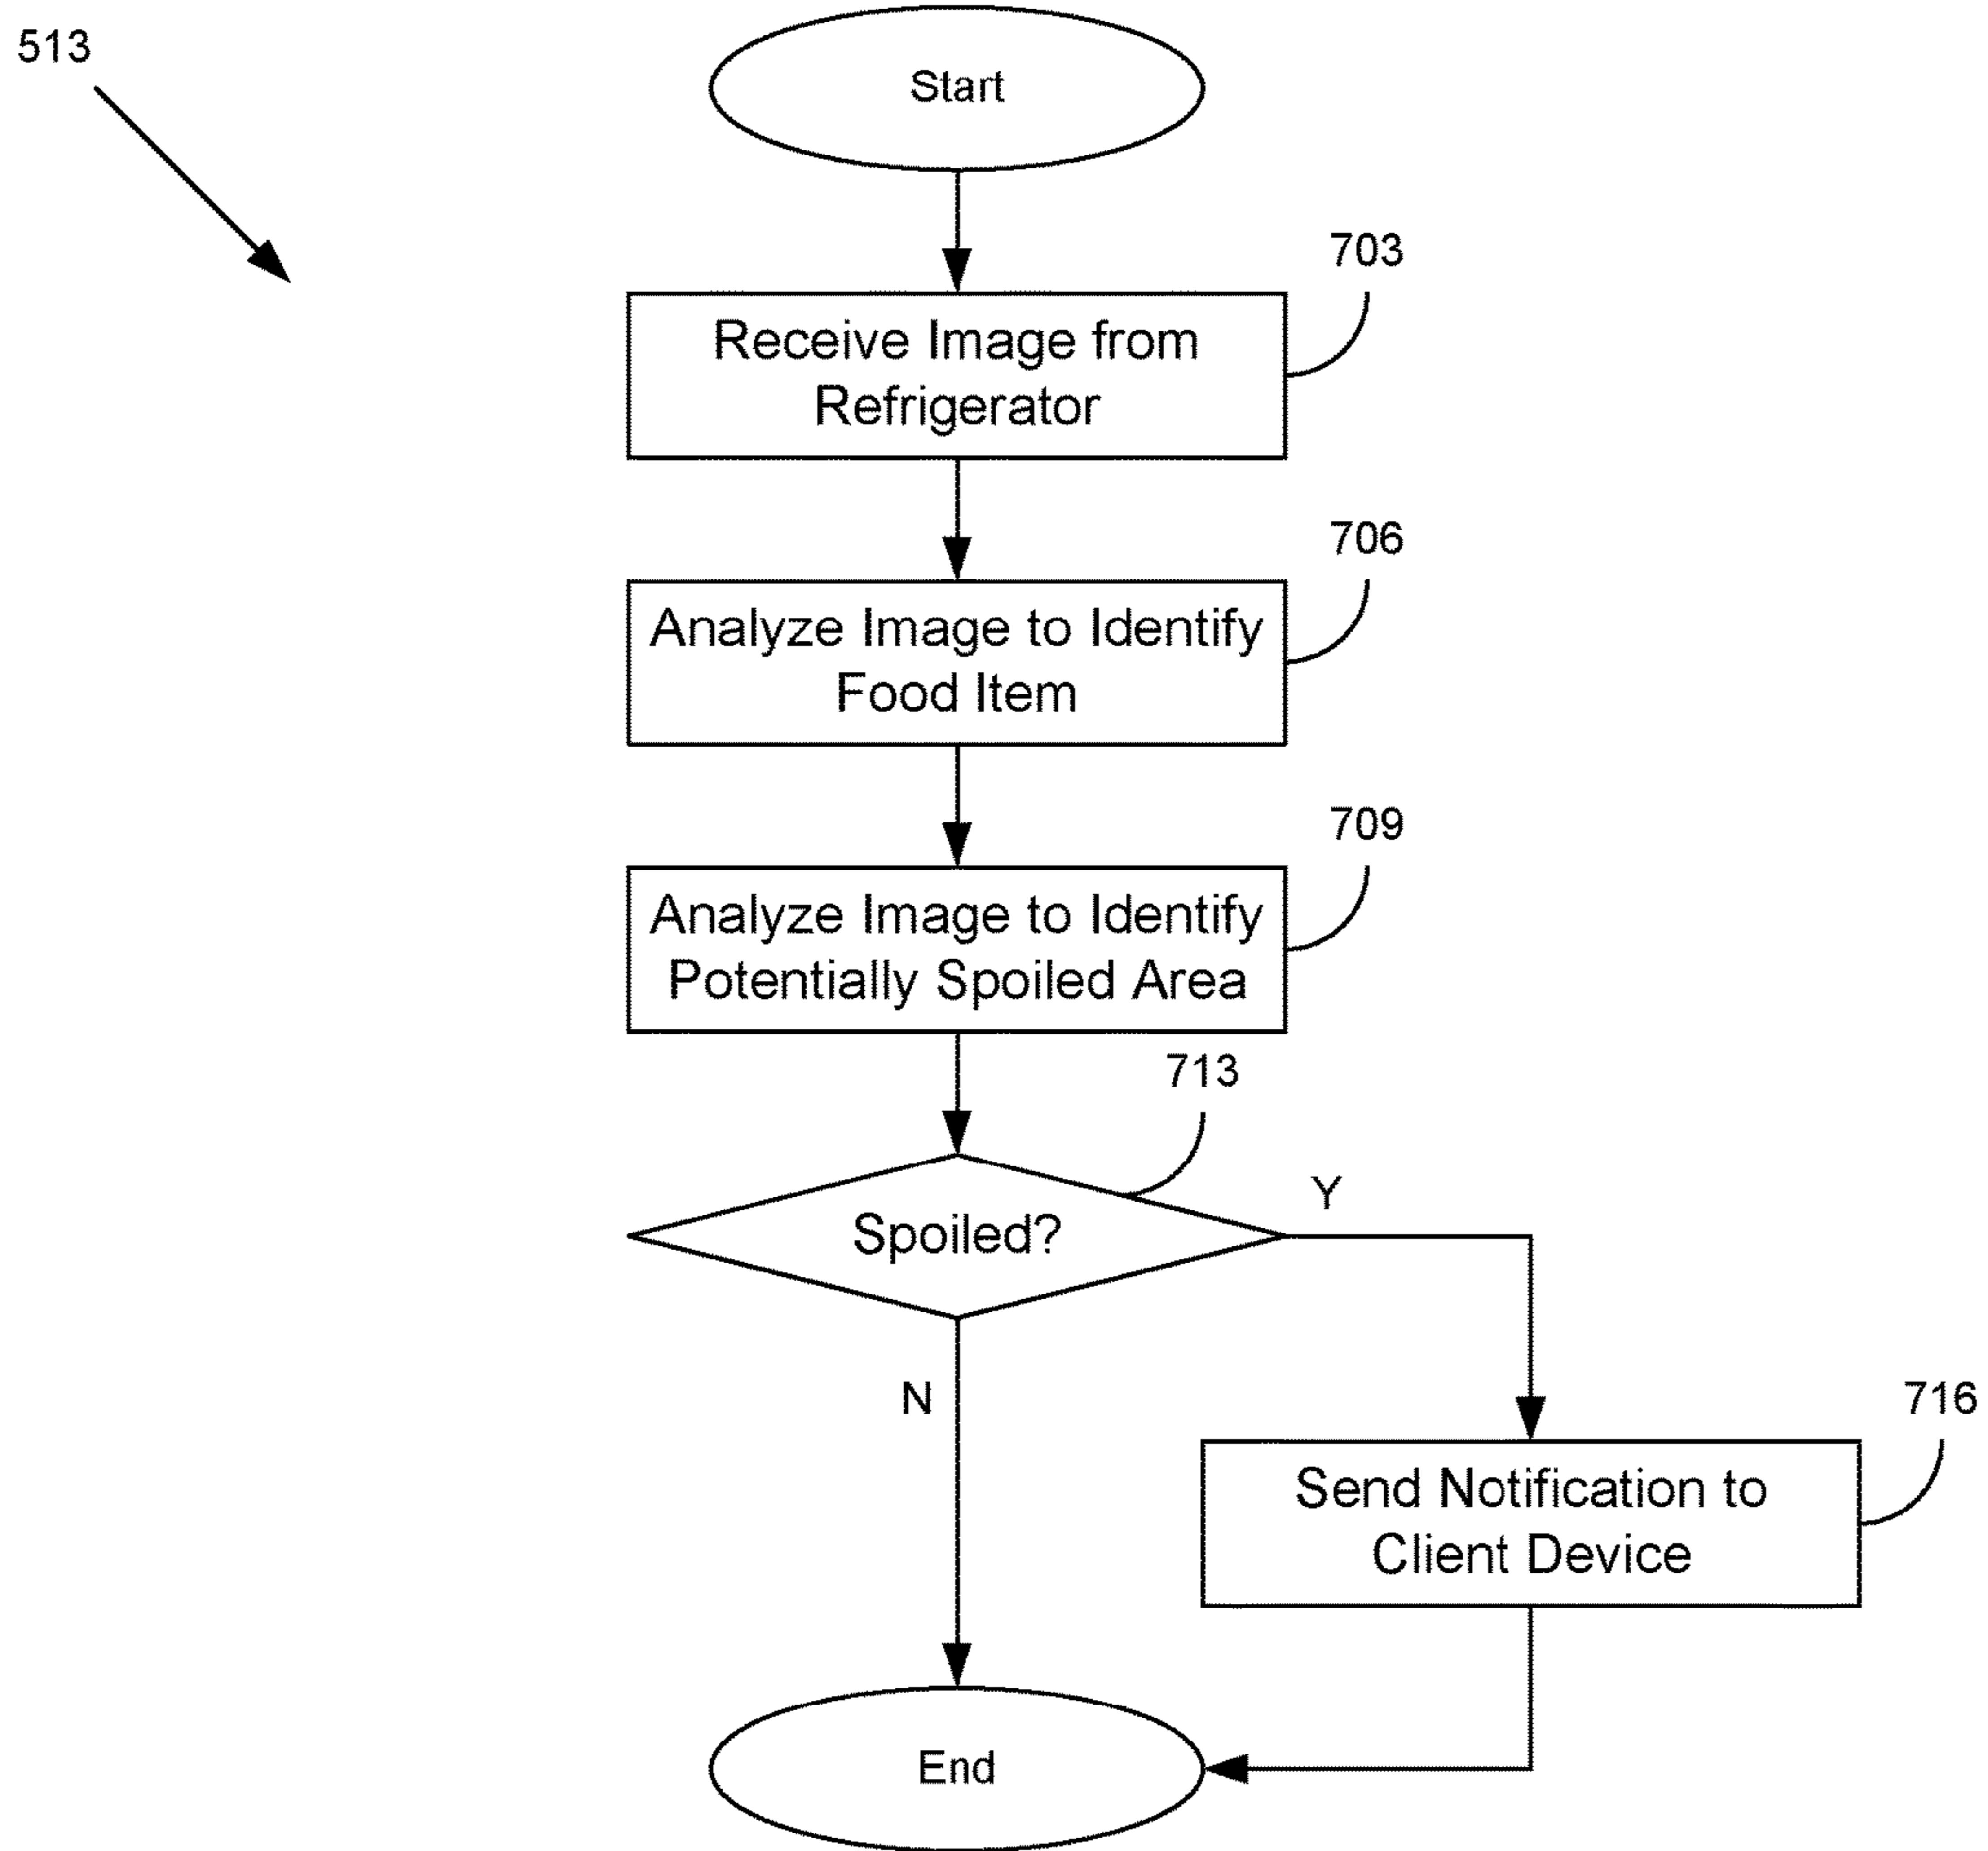 513
Start
703
Receive Image from
Refrigerator
706
Analyze Image to Identify
Food Item
709
Analyze Image to Identify
Potentially Spoiled Area
713
Spoiled?
Y
N
716
Send Notification to
Client Device
End